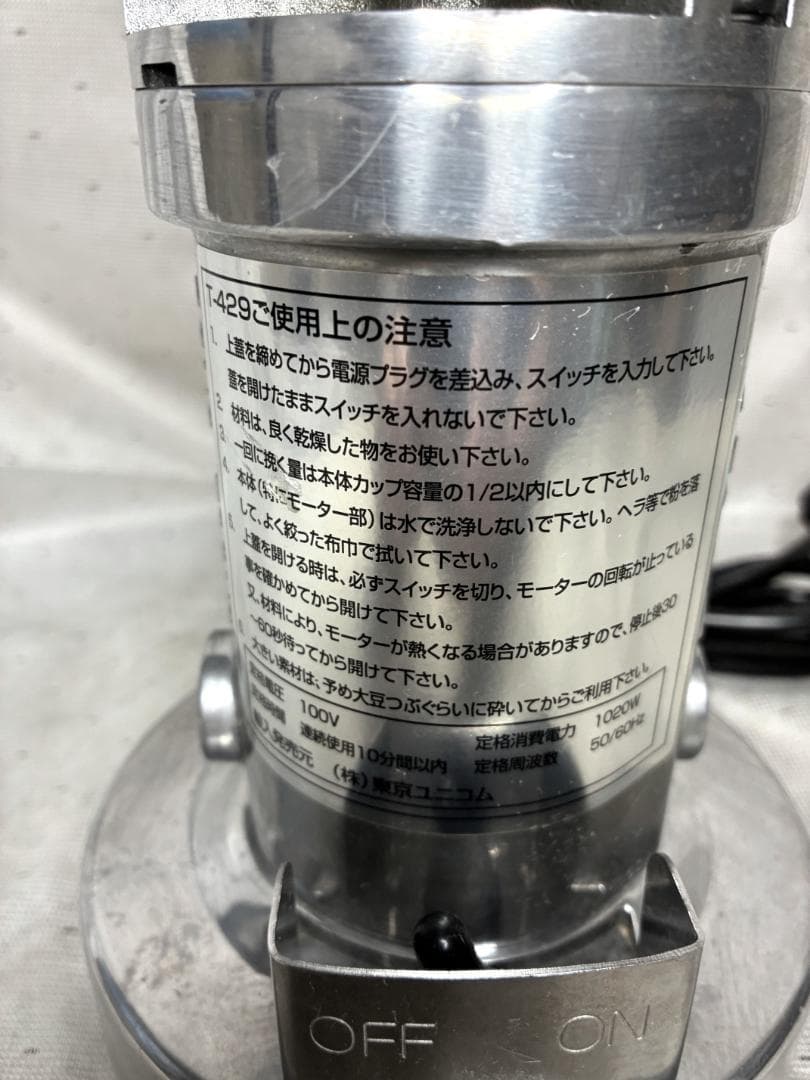 T-429ご使用上の注意
1. 上蓋を締めてから電源プラグを差込み、スイッチを入力して下さい。
蓋を開けたままスイッチを入れないで下さい。
2. 材料は、良く乾燥した物をお使い下さい。
3. 一回に挽く量は本体カップ容量の1/2以内にして下さい。
4. 本体(特にモーター部)は水で洗浄しないで下さい。ヘラ等で粉を落
して、よく絞った布巾で拭いて下さい。
5. 上蓋を開ける時は、必ずスイッチを切り、モーターの回転が止っている
事を確かめてから開けて下さい。
又、材料により、モーターが熱くなる場合がありますので、停止後30
~60秒待ってから開けて下さい。
大きい素材は、予め大豆つぶぐらいに砕いてからご利用下さい。
電圧 100V 定格消費電力 1020W
連続使用10分間以内 定格周波数 50/60Hz
輸入発売元 (株)東京ユニコム
OFF ON